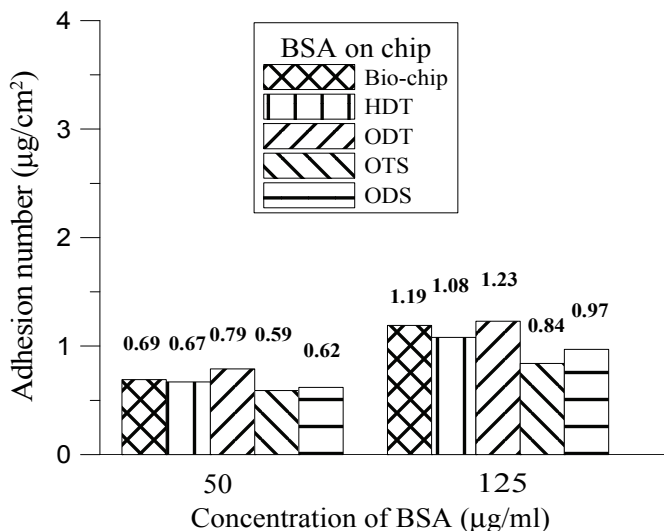 4
3
2
1
0
Adhesion number (μg/cm²)
BSA on chip
Bio-chip
HDT
ODT
OTS
ODS
0.69 0.67 0.79 0.59 0.62
1.19 1.08 1.23 0.84 0.97
50 125
Concentration of BSA (μg/ml)